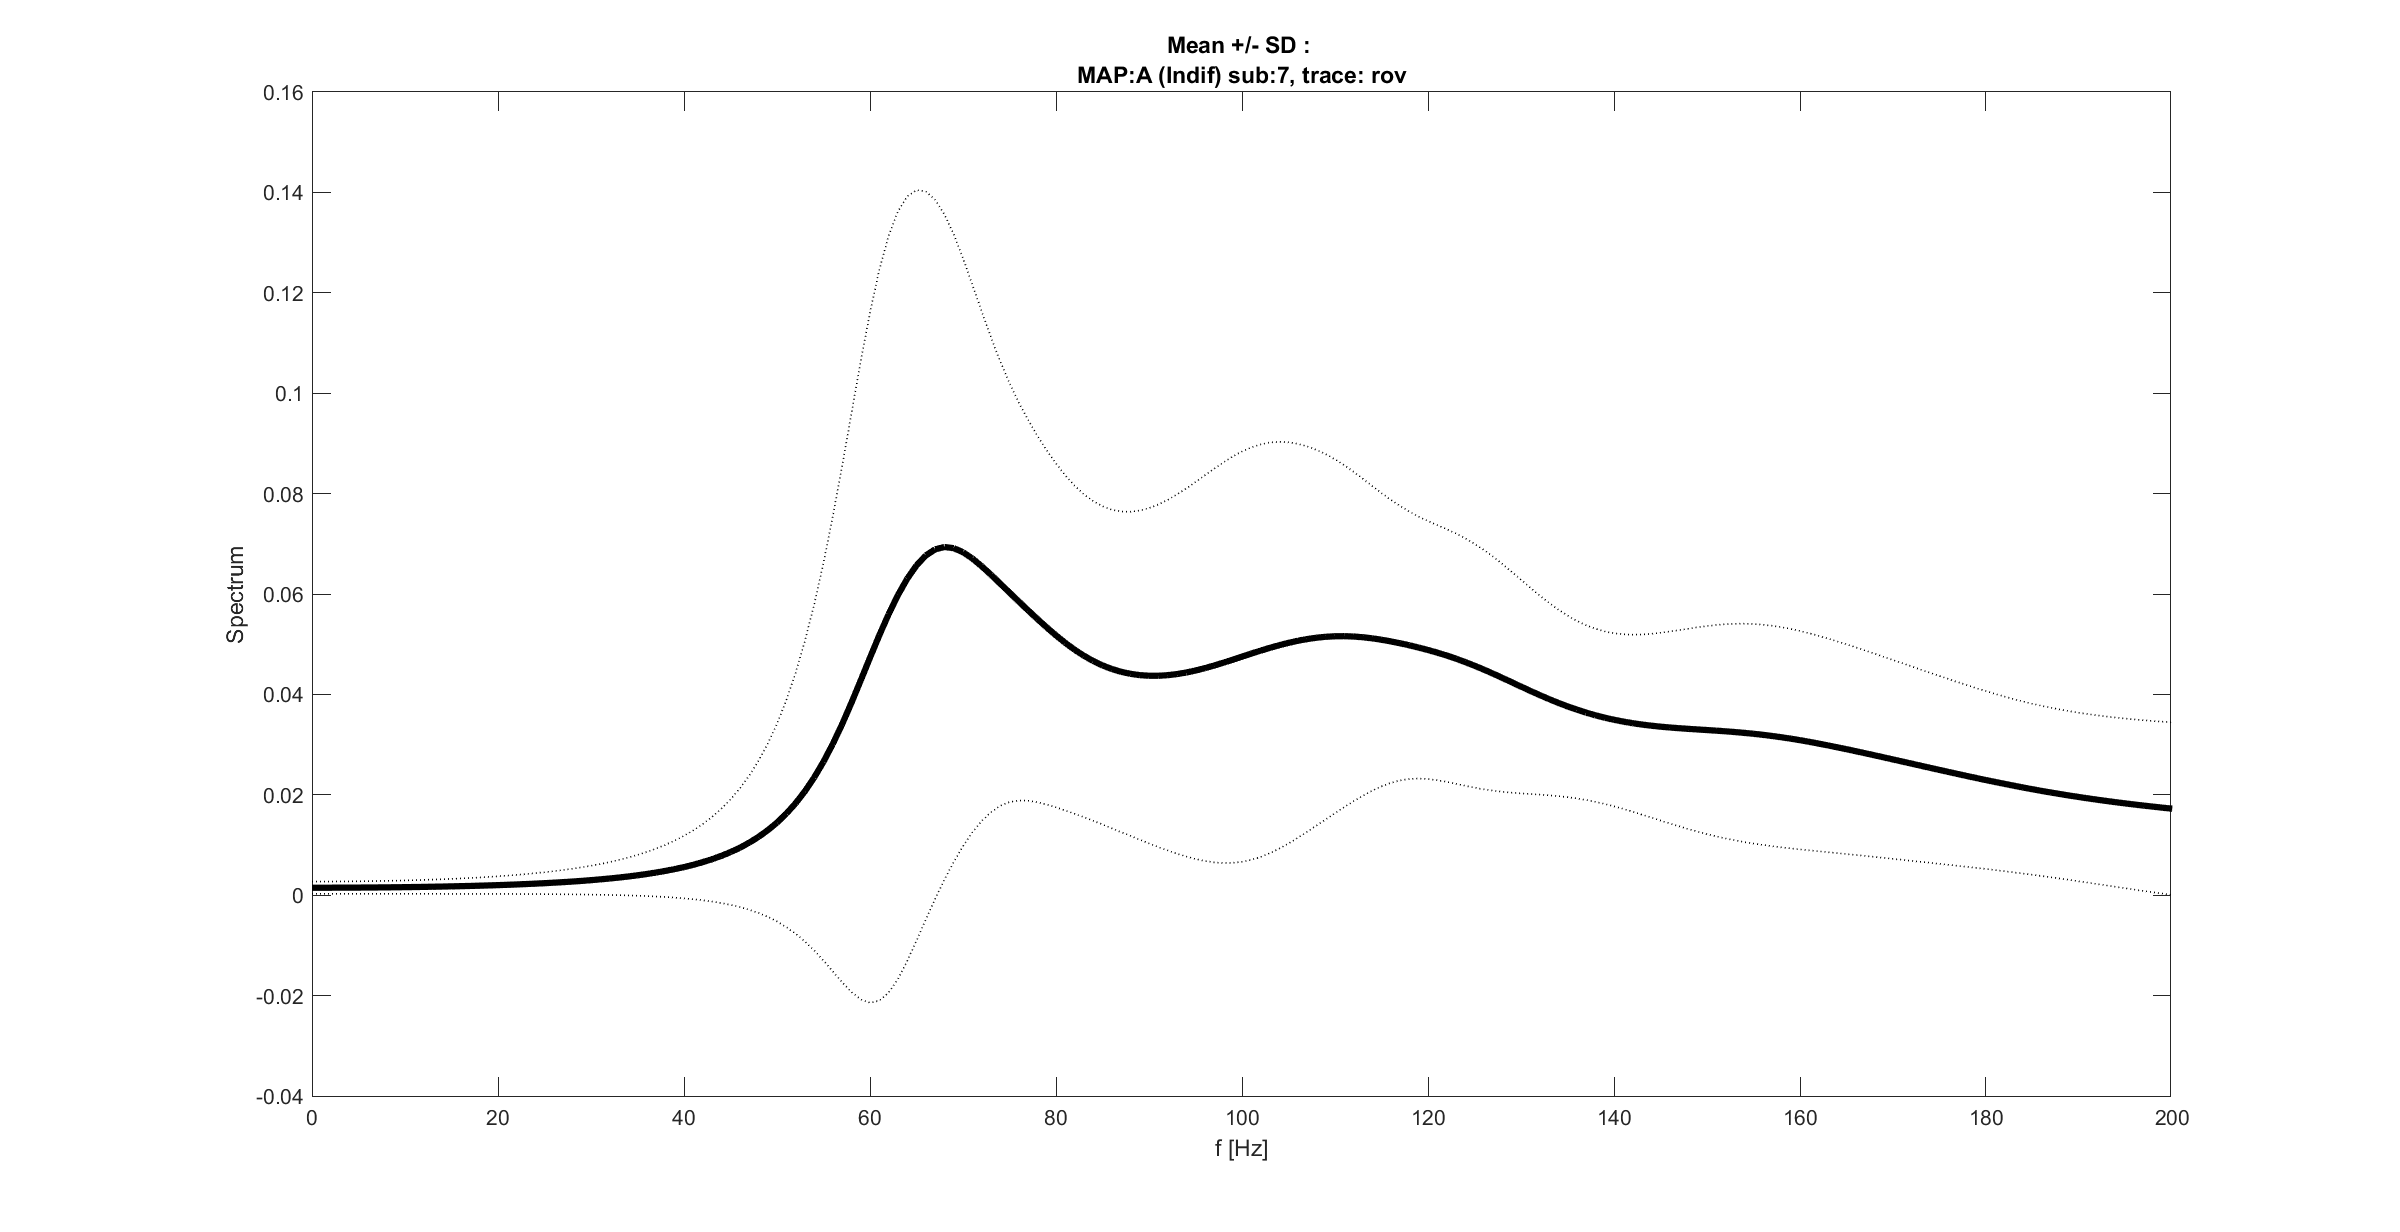 Mean +/- SD :
MAP:A (Indif) sub:7, trace: rov
0.16
0.14
0.12
0.1
0.08
0.06
0.04
0.02
0
-0.02
-0.04
Spectrum
0 20 40 60 80 100 120 140 160 180 200
f [Hz]